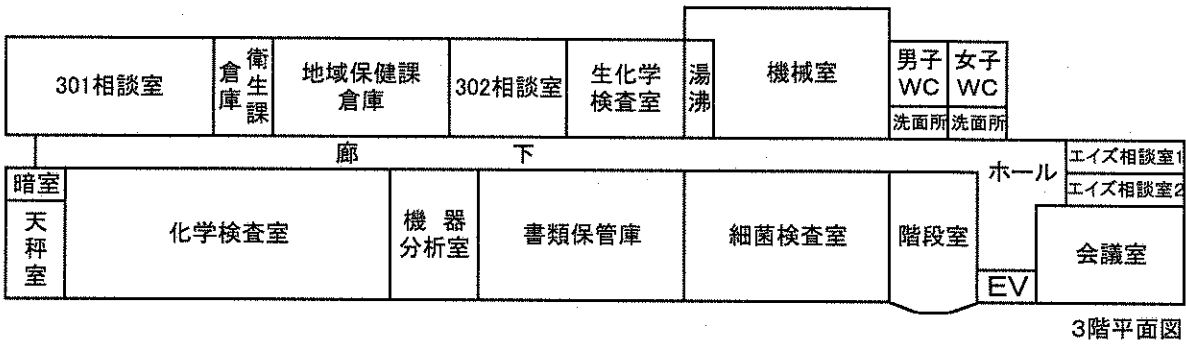 301相談室
衛生課
倉庫
地域保健課
倉庫
302相談室
生化学
検査室
湯沸
機械室
男子
WC
女子
WC
洗面所
洗面所
廊下
ホール
エイズ相談室1
エイズ相談室2
暗室
天秤室
化学検査室
機器
分析室
書類保管庫
細菌検査室
階段室
EV
会議室
3階平面図